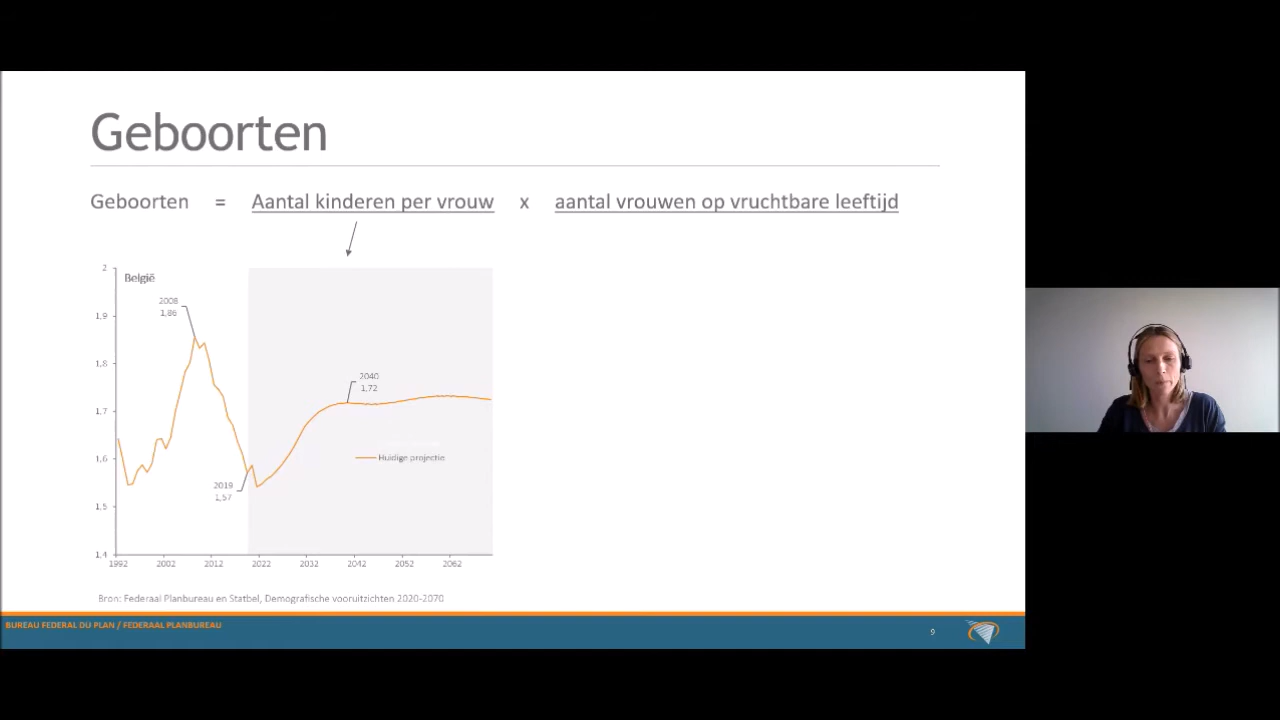 Geboorten
Geboorten = Aantal kinderen per vrouw x aantal vrouwen op vruchtbare leeftijd
2
België
2008
1,86
1,9
1,8
2040
1,72
1,7
Huidige projectie
1,6
2019
1,57
1,5
1,4
1992 2002 2012 2022 2032 2042 2052 2062
Bron: Federaal Planbureau en Statbel, Demografische vooruitzichten 2020-2070
BUREAU FEDERAL DU PLAN / FEDERAAL PLANBUREAU
9